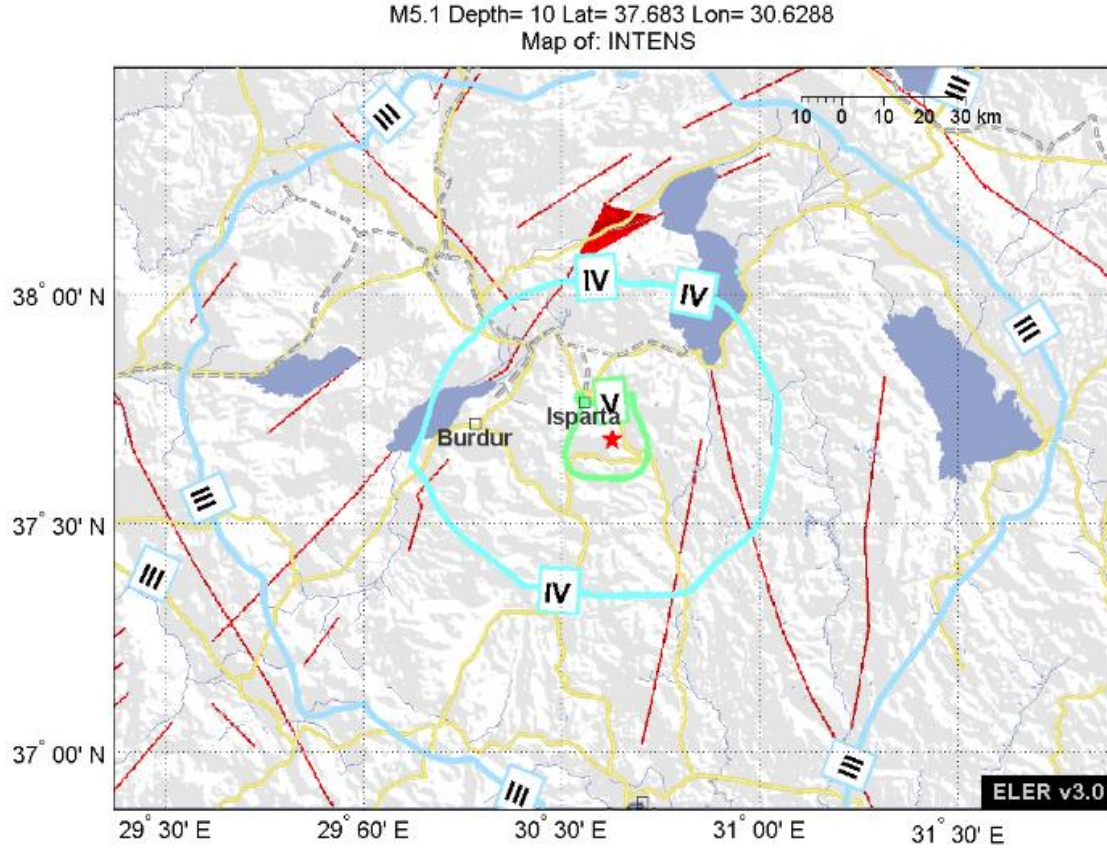 M5.1 Depth= 10 Lat= 37.683 Lon= 30.6288
Map of: INTENS
III
III
10 0 10 20 30 km
IV
IV
38° 00' N
III
V
Isparta
Burdur
III
37° 30' N
III
IV
37° 00' N
III
III
ELER v3.0
29° 30' E
29° 60' E
30° 30' E
31° 00' E
31° 30' E